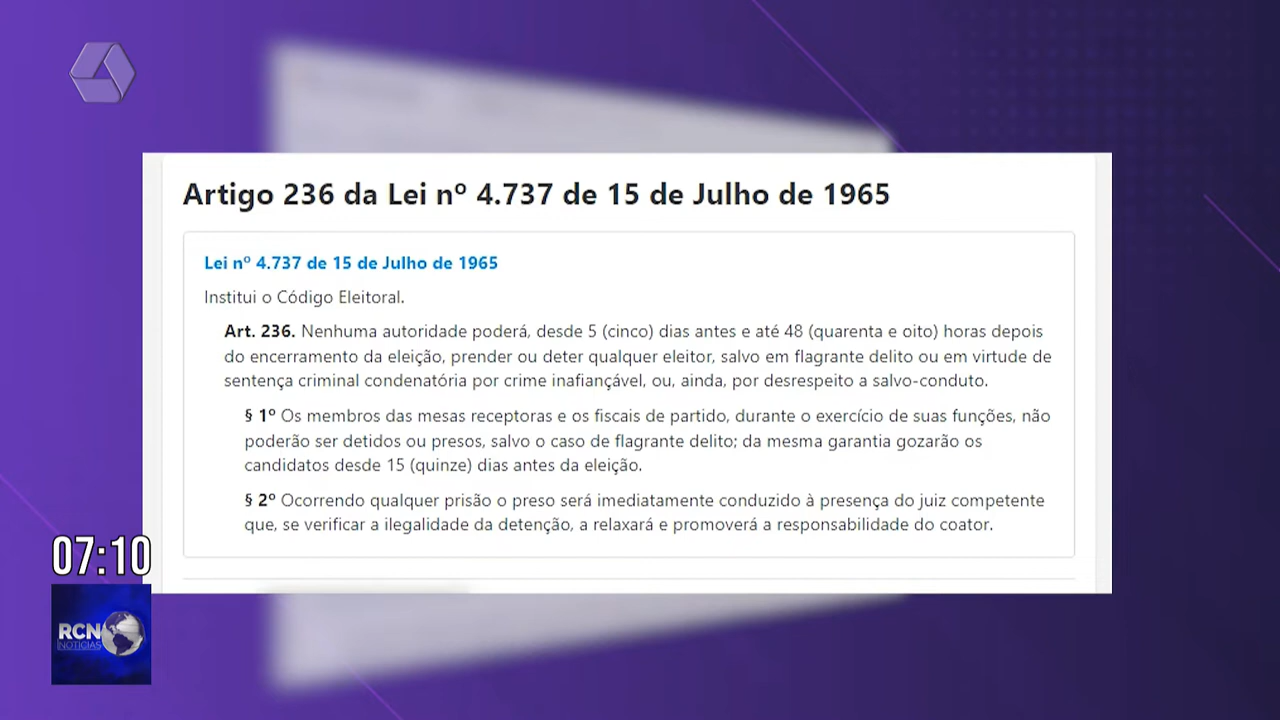 Artigo 236 da Lei nº 4.737 de 15 de Julho de 1965
Lei nº 4.737 de 15 de Julho de 1965
Institui o Código Eleitoral.
Art. 236. Nenhuma autoridade poderá, desde 5 (cinco) dias antes e até 48 (quarenta e oito) horas depois
do encerramento da eleição, prender ou deter qualquer eleitor, salvo em flagrante delito ou em virtude de
sentença criminal condenatória por crime inafiançável, ou, ainda, por desrespeito a salvo-conduto.
§ 1º Os membros das mesas receptoras e os fiscais de partido, durante o exercício de suas funções, não
poderão ser detidos ou presos, salvo o caso de flagrante delito; da mesma garantia gozarão os
candidatos desde 15 (quinze) dias antes da eleição.
§ 2º Ocorrendo qualquer prisão o preso será imediatamente conduzido à presença do juiz competente
que, se verificar a ilegalidade da detenção, a relaxará e promoverá a responsabilidade do coator.
07:10
RCN
NOTÍCIAS